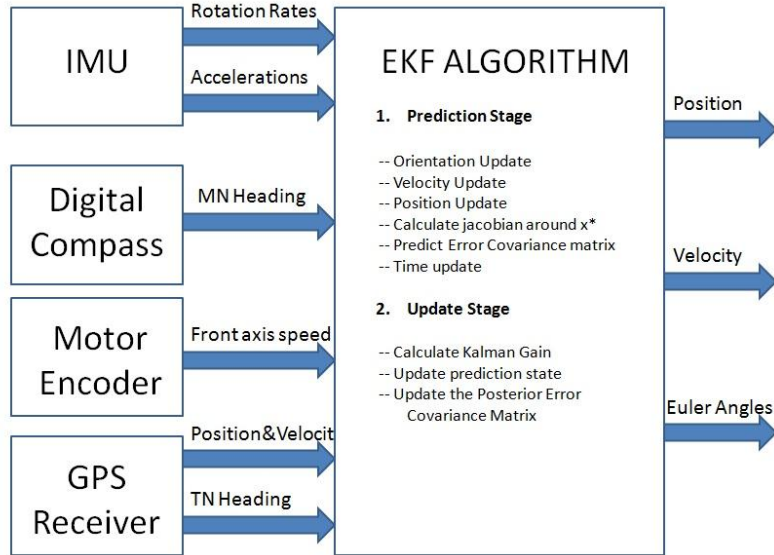 IMU
Rotation Rates
Accelerations
Digital
Compass
MN Heading
Motor
Encoder
Front axis speed
GPS
Receiver
Position&Velocit
TN Heading
EKF ALGORITHM
1. Prediction Stage
-- Orientation Update
-- Velocity Update
-- Position Update
-- Calculate jacobian around x*
-- Predict Error Covariance matrix
-- Time update
2. Update Stage
-- Calculate Kalman Gain
-- Update prediction state
-- Update the Posterior Error
Covariance Matrix
Position
Velocity
Euler Angles